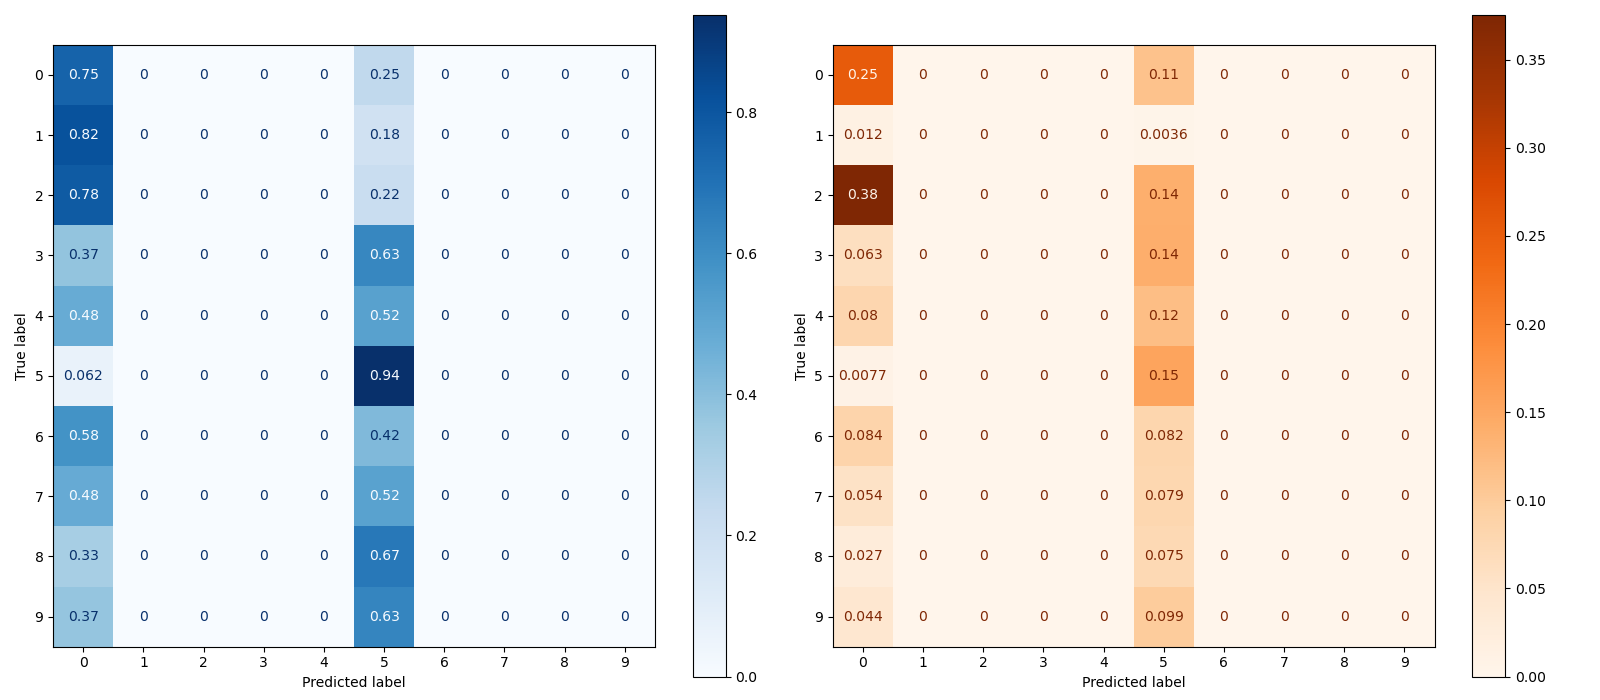 0 0.75 0 0 0 0 0.25 0 0 0 0
1 0.82 0 0 0 0 0.18 0 0 0 0
2 0.78 0 0 0 0 0.22 0 0 0 0
3 0.37 0 0 0 0 0.63 0 0 0 0
4 0.48 0 0 0 0 0.52 0 0 0 0
5 0.062 0 0 0 0 0.94 0 0 0 0
6 0.58 0 0 0 0 0.42 0 0 0 0
7 0.48 0 0 0 0 0.52 0 0 0 0
8 0.33 0 0 0 0 0.67 0 0 0 0
9 0.37 0 0 0 0 0.63 0 0 0 0
0 1 2 3 4 5 6 7 8 9
Predicted label
True label
0.8
0.6
0.4
0.2
0.0
0 0.25 0 0 0 0 0.11 0 0 0 0
1 0.012 0 0 0 0 0.0036 0 0 0 0
2 0.38 0 0 0 0 0.14 0 0 0 0
3 0.063 0 0 0 0 0.14 0 0 0 0
4 0.08 0 0 0 0 0.12 0 0 0 0
5 0.0077 0 0 0 0 0.15 0 0 0 0
6 0.084 0 0 0 0 0.082 0 0 0 0
7 0.054 0 0 0 0 0.079 0 0 0 0
8 0.027 0 0 0 0 0.075 0 0 0 0
9 0.044 0 0 0 0 0.099 0 0 0 0
0 1 2 3 4 5 6 7 8 9
Predicted label
True label
0.35
0.30
0.25
0.20
0.15
0.10
0.05
0.00